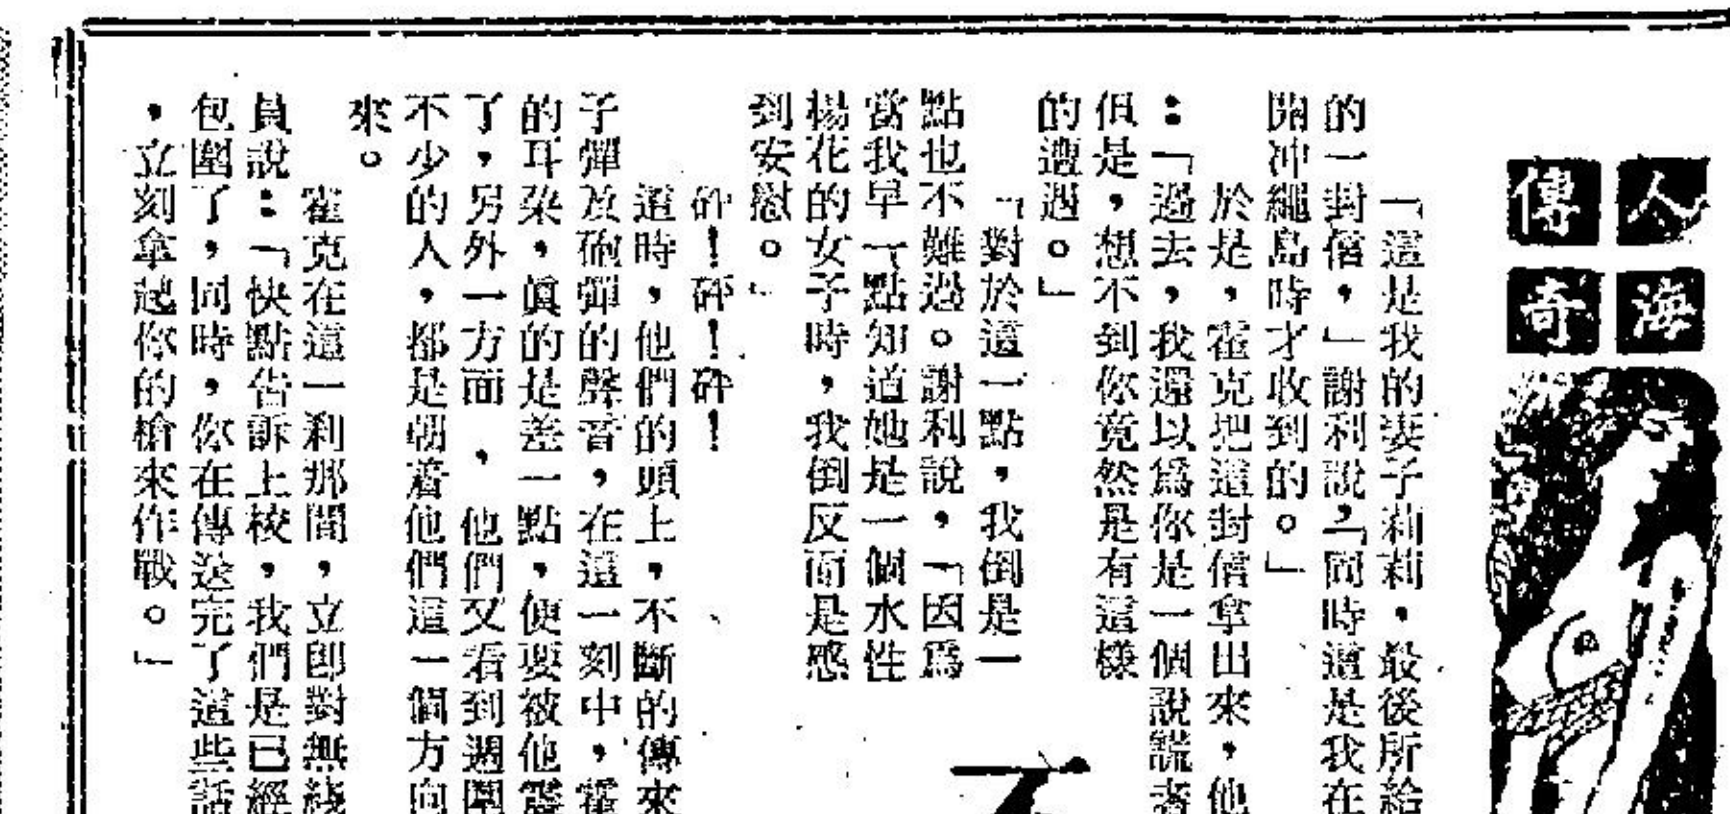 人海
傳奇
「這是我的妻子莉莉,最後所給
的一封信,」謝利說,「同時這是我在
開冲繩島時才收到的。」
於是,霍克把這封信拿出來,他
:「過去,我還以爲你是一個說謊者
但是,想不到你竟然是有這樣
的遭遇。」
「對於這一點,我倒是一
點也不難過。謝利說,「因爲
當我早一點知道她是一個水性
楊花的女子時,我倒反而是感
到安慰。」
砰!砰!砰!
這時,他們的頭上,不斷的傳來
子彈及砲彈的聲音,在這一刻中,霍
的耳朶,眞的是差一點,便要被他震
了,另外一方面,他們又看到週圍
不少的人,都是朝着他們這一個方向
來。
霍克在這一刹那間,立卽對無綫
員說:「快點告訴上校,我們是已經
包圍了,同時,你在傳送完了這些話
,立刻拿起你的槍來作戰。」